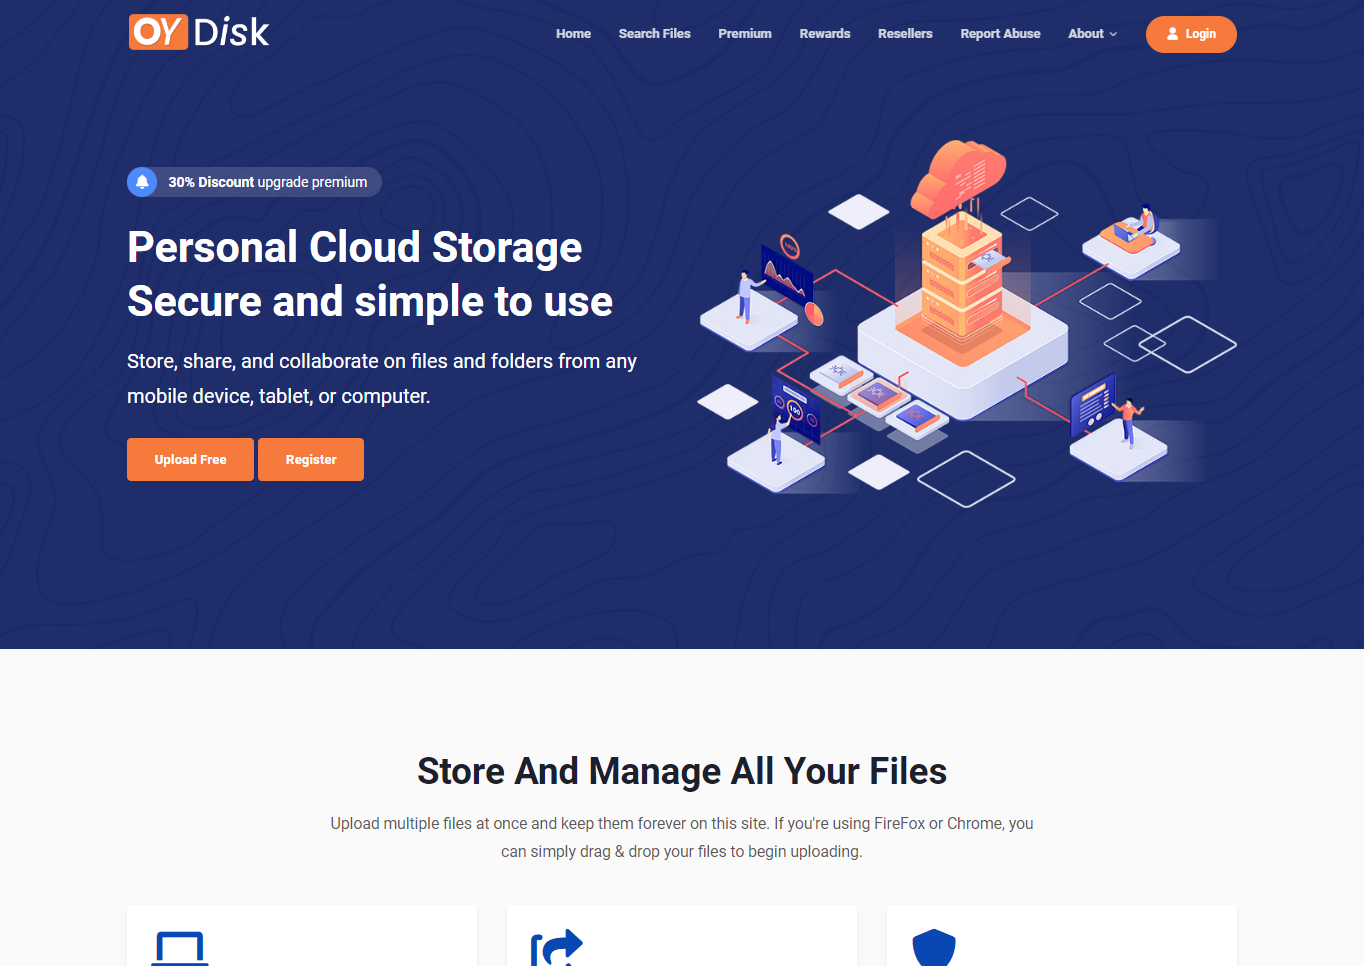 OY Disk
Home Search Files Premium Rewards Resellers Report Abuse About Login
30% Discount upgrade premium
Personal Cloud Storage
Secure and simple to use
Store, share, and collaborate on files and folders from any
mobile device, tablet, or computer.
Upload Free Register
Store And Manage All Your Files
Upload multiple files at once and keep them forever on this site. If you're using FireFox or Chrome, you
can simply drag & drop your files to begin uploading.